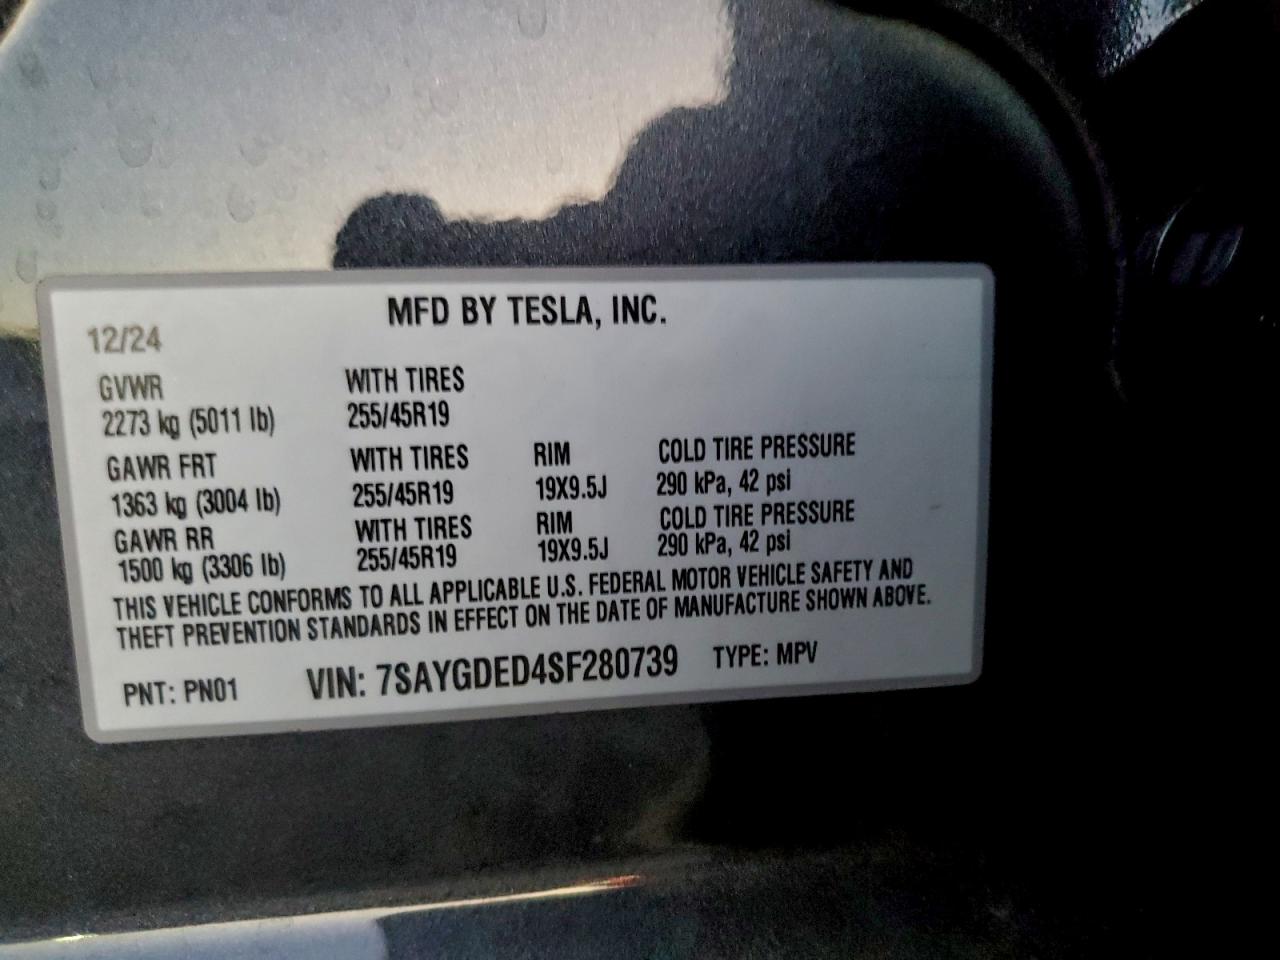 MFD BY TESLA, INC.
12/24
GVWR WITH TIRES
2273 kg (5011 lb) 255/45R19
GAWR FRT WITH TIRES RIM COLD TIRE PRESSURE
1363 kg (3004 lb) 255/45R19 19X9.5J 290 kPa, 42 psi
GAWR RR WITH TIRES RIM COLD TIRE PRESSURE
1500 kg (3306 lb) 255/45R19 19X9.5J 290 kPa, 42 psi
THIS VEHICLE CONFORMS TO ALL APPLICABLE U.S. FEDERAL MOTOR VEHICLE SAFETY AND
THEFT PREVENTION STANDARDS IN EFFECT ON THE DATE OF MANUFACTURE SHOWN ABOVE.
PNT: PN01 VIN: 7SAYGDED4SF280739 TYPE: MPV